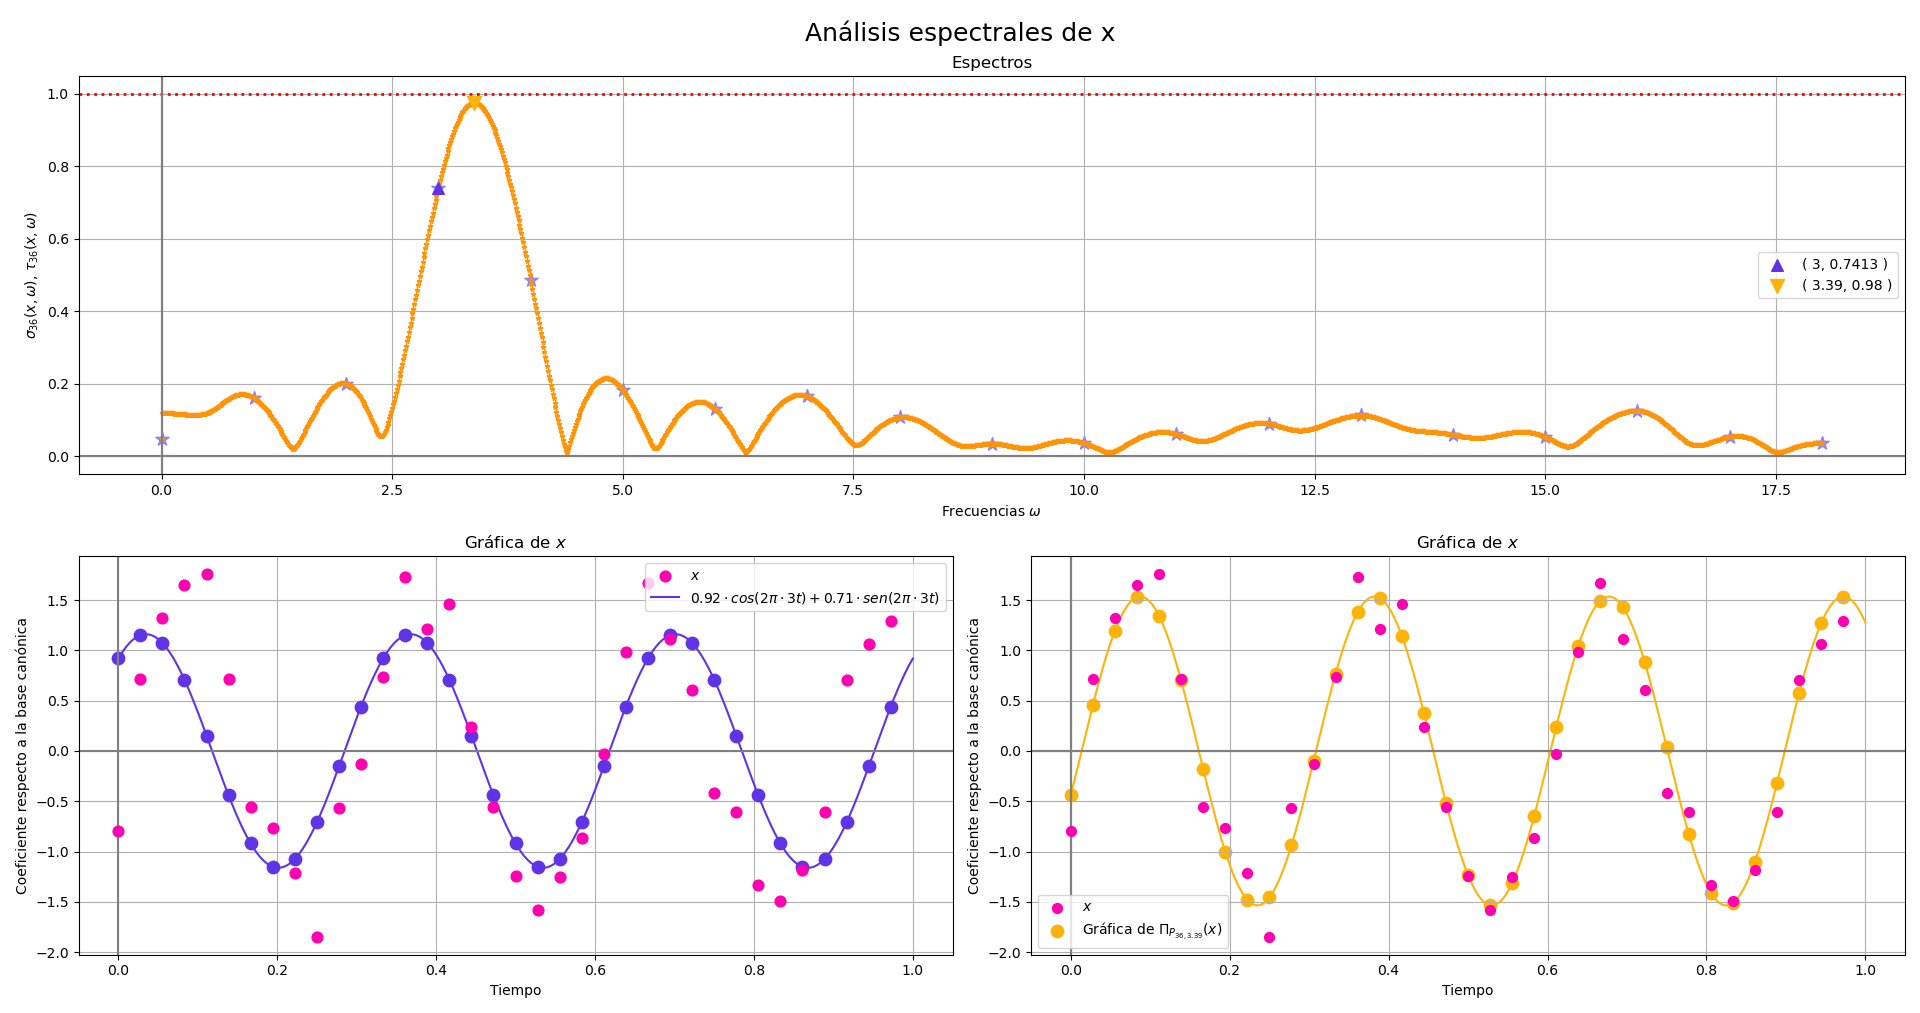 Análisis espectrales de x
Espectros
σ₃₆(x, ω), τ₃₆(x, ω)
1.0
0.8
0.6
0.4
0.2
0.0
( 3, 0.7413 )
( 3.39, 0.98 )
0.0 2.5 5.0 7.5 10.0 12.5 15.0 17.5
Frecuencias ω
Gráfica de x
Coeficiente respecto a la base canónica
1.5
1.0
0.5
0.0
−0.5
−1.0
−1.5
−2.0
x
0.92 · cos(2π · 3t) + 0.71 · sen(2π · 3t)
0.0 0.2 0.4 0.6 0.8 1.0
Tiempo
Gráfica de x
Coeficiente respecto a la base canónica
1.5
1.0
0.5
0.0
−0.5
−1.0
−1.5
−2.0
x
Gráfica de Π_{P_{36,3.39}}(x)
0.0 0.2 0.4 0.6 0.8 1.0
Tiempo